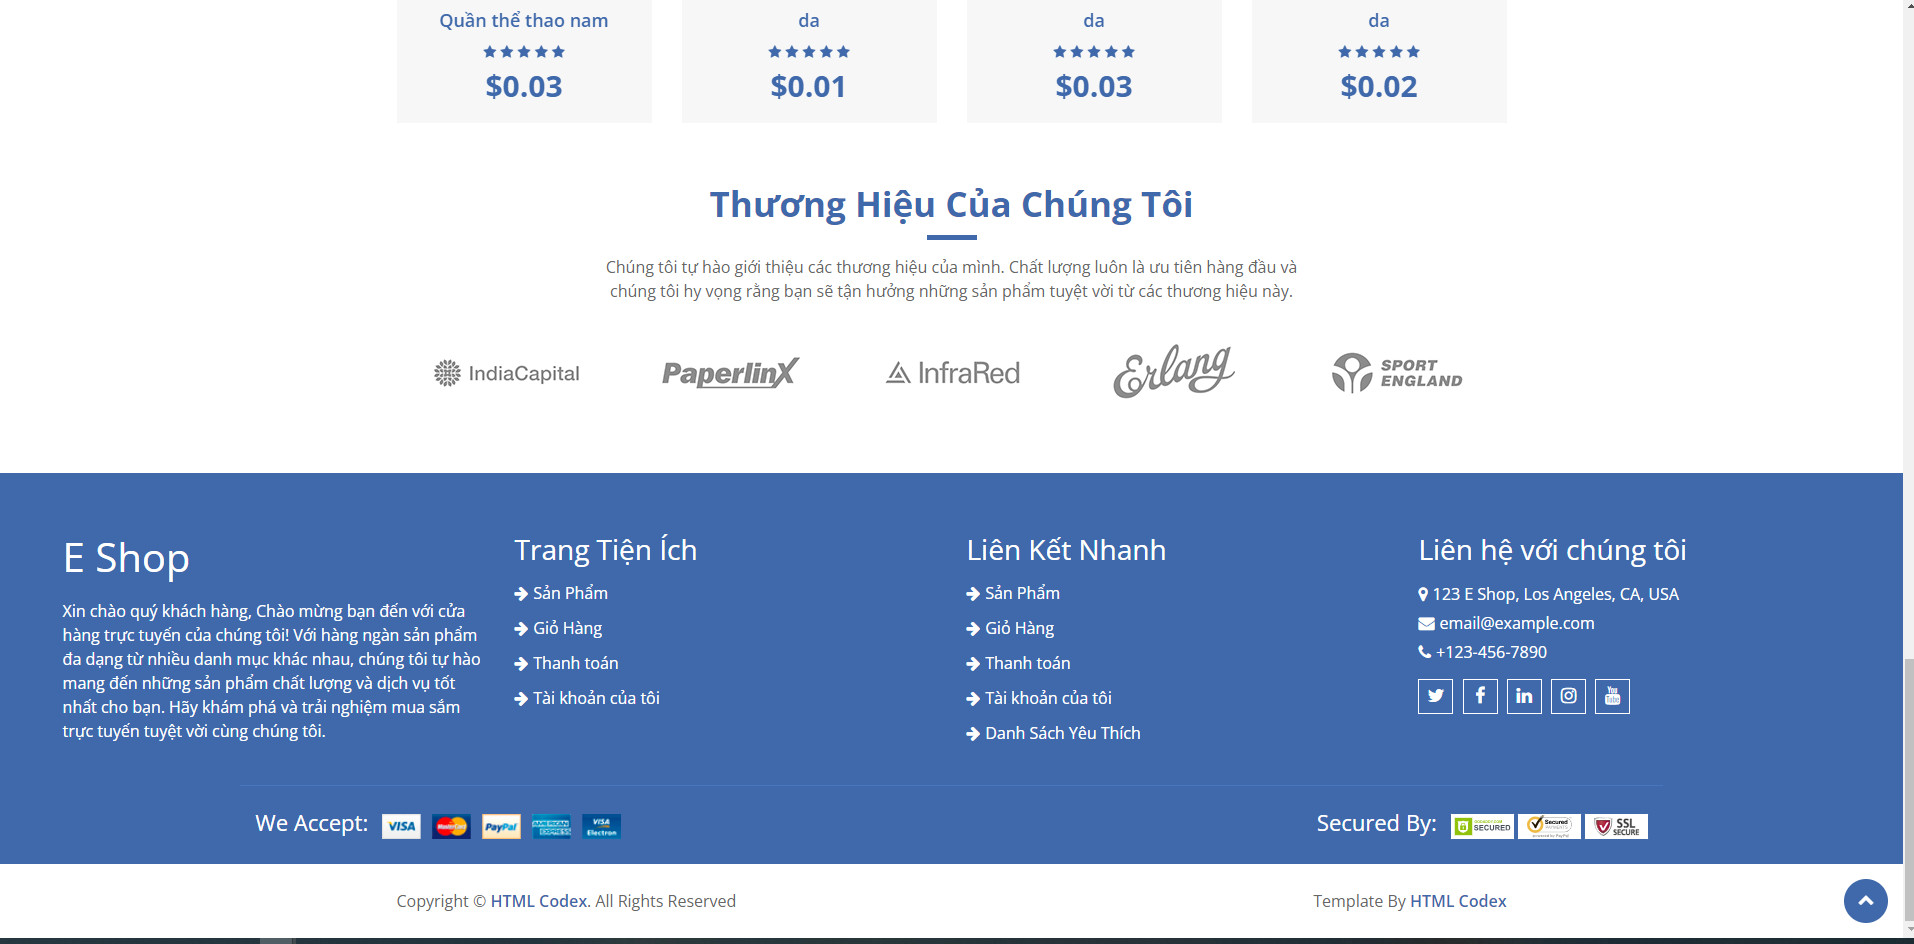 Quần thể thao nam
$0.03
da
$0.01
da
$0.03
da
$0.02
Thương Hiệu Của Chúng Tôi
Chúng tôi tự hào giới thiệu các thương hiệu của mình. Chất lượng luôn là ưu tiên hàng đầu và
chúng tôi hy vọng rằng bạn sẽ tận hưởng những sản phẩm tuyệt vời từ các thương hiệu này.
IndiaCapital
PaperlinX
InfraRed
Erlang
SPORT
ENGLAND
E Shop
Xin chào quý khách hàng, Chào mừng bạn đến với cửa
hàng trực tuyến của chúng tôi! Với hàng ngàn sản phẩm
đa dạng từ nhiều danh mục khác nhau, chúng tôi tự hào
mang đến những sản phẩm chất lượng và dịch vụ tốt
nhất cho bạn. Hãy khám phá và trải nghiệm mua sắm
trực tuyến tuyệt vời cùng chúng tôi.
Trang Tiện Ích
Sản Phẩm
Giỏ Hàng
Thanh toán
Tài khoản của tôi
Liên Kết Nhanh
Sản Phẩm
Giỏ Hàng
Thanh toán
Tài khoản của tôi
Danh Sách Yêu Thích
Liên hệ với chúng tôi
123 E Shop, Los Angeles, CA, USA
email@example.com
+123-456-7890
You
Tube
We Accept:
VISA
MasterCard
PayPal
AMERICAN
EXPRESS
VISA
Electron
Secured By:
SECURED
Secured
SSL
SECURE
Copyright © HTML Codex. All Rights Reserved
Template By HTML Codex